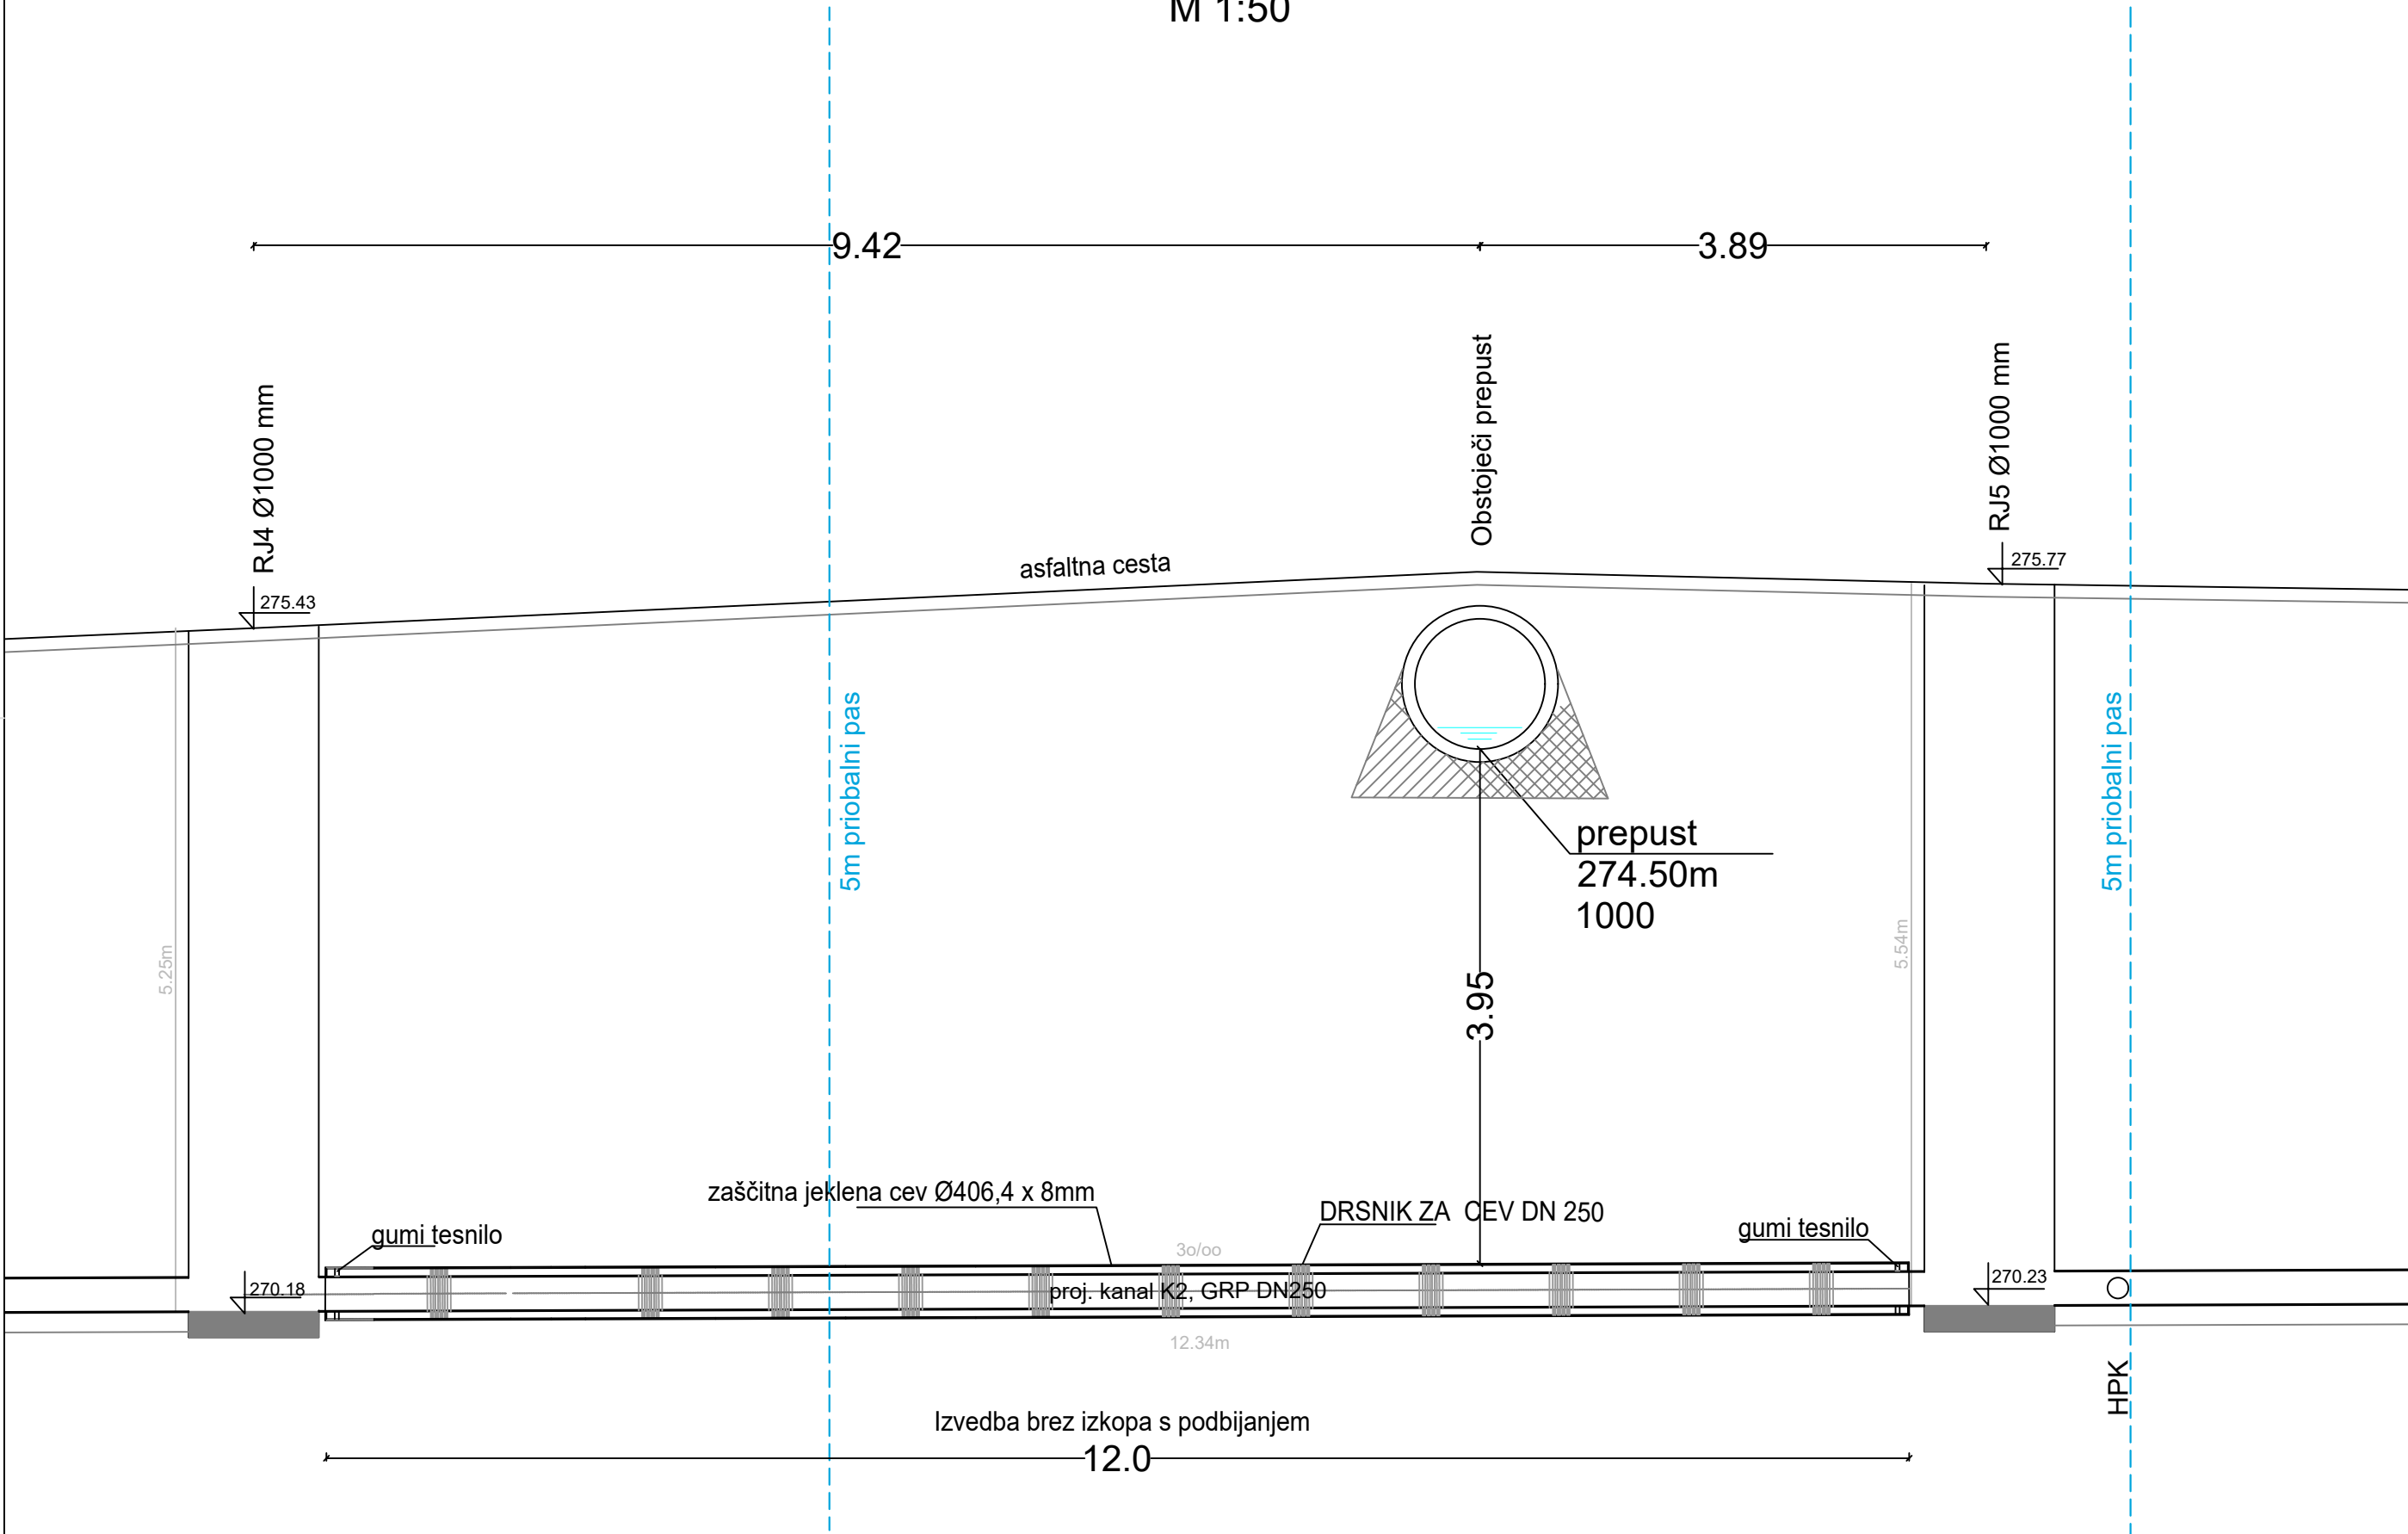 M 1:50
9.42
3.89
RJ4 Ø1000 mm
Obstoječi prepust
RJ5 Ø1000 mm
275.43
asfaltna cesta
275.77
5m priobalni pas
5m priobalni pas
prepust
274.50m
1000
5.25m
5.54m
3.95
zaščitna jeklena cev Ø406,4 x 8mm
DRSNIK ZA CEV DN 250
gumi tesnilo
gumi tesnilo
3o/oo
270.18
proj. kanal K2, GRP DN250
270.23
12.34m
HPK
Izvedba brez izkopa s podbijanjem
12.0